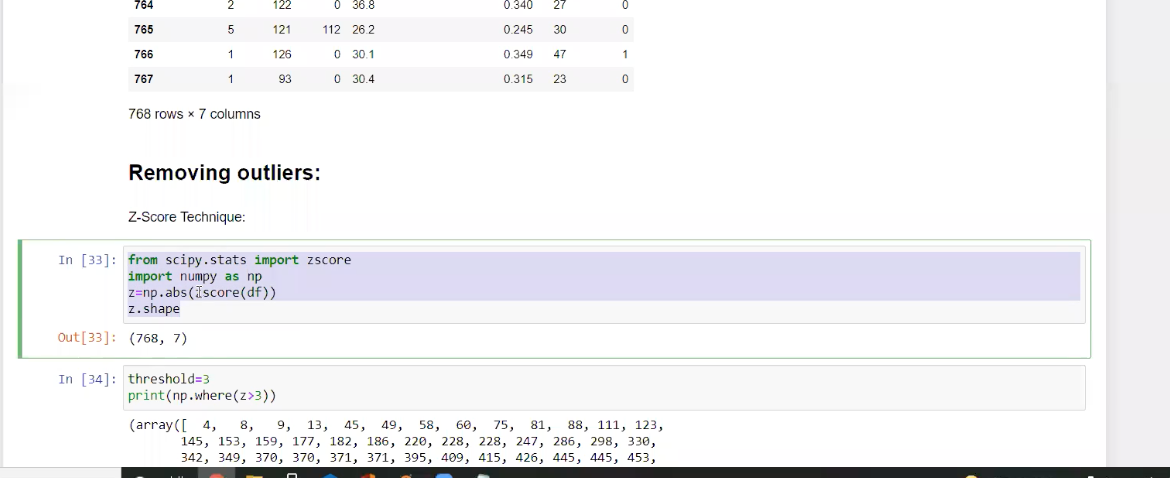 764 2 122 0 36.8 0.340 27 0
765 5 121 112 26.2 0.245 30 0
766 1 126 0 30.1 0.349 47 1
767 1 93 0 30.4 0.315 23 0
768 rows × 7 columns
Removing outliers:
Z-Score Technique:
In [33]: from scipy.stats import zscore
import numpy as np
z=np.abs(zscore(df))
z.shape
Out[33]: (768, 7)
In [34]: threshold=3
print(np.where(z>3))
(array([ 4, 8, 9, 13, 45, 49, 58, 60, 75, 81, 88, 111, 123,
145, 153, 159, 177, 182, 186, 220, 228, 228, 247, 286, 298, 330,
342, 349, 370, 370, 371, 371, 395, 409, 415, 426, 445, 445, 453,